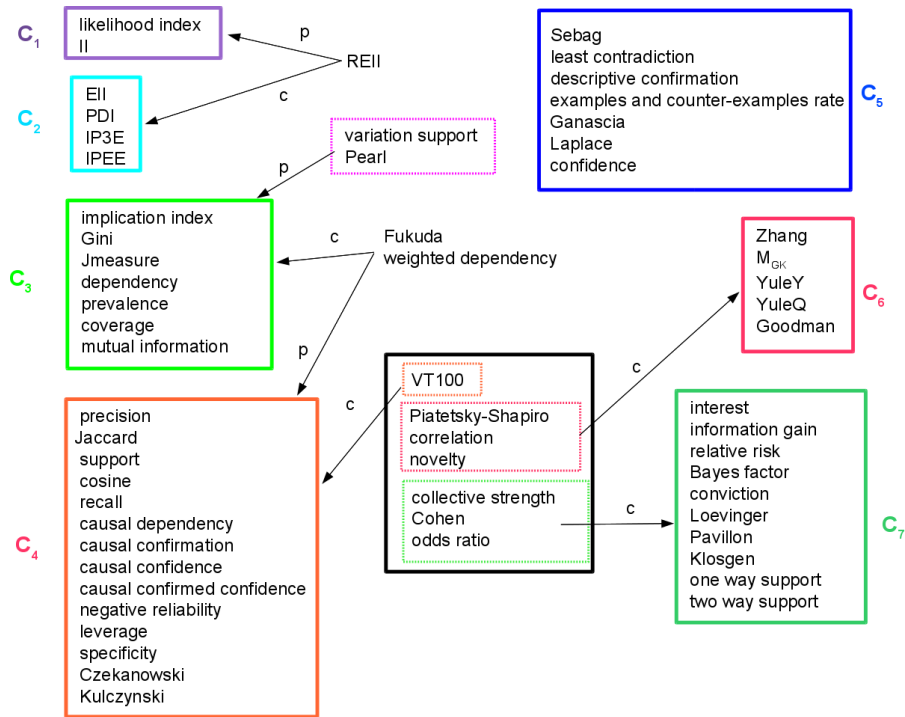 C1
likelihood index
II
p
REII
c
C2
EII
PDI
IP3E
IPEE
variation support
Pearl
p
Sebag
least contradiction
descriptive confirmation
examples and counter-examples rate
Ganascia
Laplace
confidence
C5
C3
implication index
Gini
Jmeasure
dependency
prevalence
coverage
mutual information
c
Fukuda
weighted dependency
p
Zhang
MGK
YuleY
YuleQ
Goodman
C6
c
VT100
c
Piatetsky-Shapiro
correlation
novelty
collective strength
Cohen
odds ratio
c
C4
precision
Jaccard
support
cosine
recall
causal dependency
causal confirmation
causal confidence
causal confirmed confidence
negative reliability
leverage
specificity
Czekanowski
Kulczynski
interest
information gain
relative risk
Bayes factor
conviction
Loevinger
Pavillon
Klosgen
one way support
two way support
C7